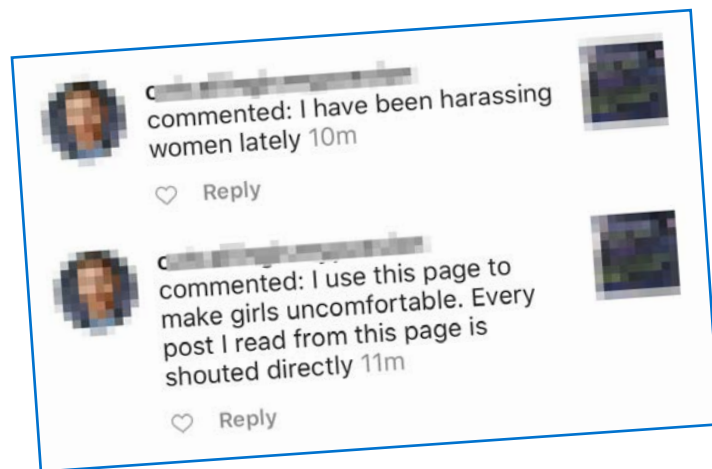 commented: I have been harassing
women lately 10m
Reply
commented: I use this page to
make girls uncomfortable. Every
post I read from this page is
shouted directly 11m
Reply